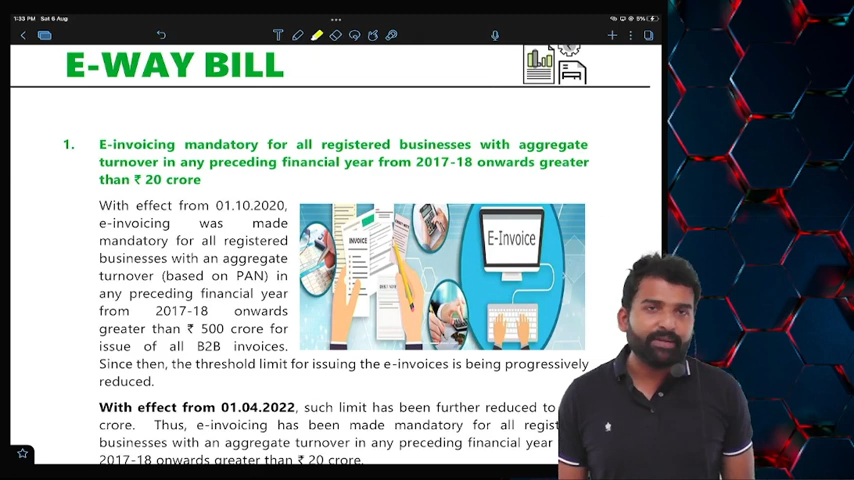 1:33 PM Sat 6 Aug
5%
E-WAY BILL
1. E-invoicing mandatory for all registered businesses with aggregate
turnover in any preceding financial year from 2017-18 onwards greater
than ₹ 20 crore
With effect from 01.10.2020,
e-invoicing was made
mandatory for all registered
businesses with an aggregate
turnover (based on PAN) in
any preceding financial year
from 2017-18 onwards
greater than ₹ 500 crore for
issue of all B2B invoices.
INVOICE
E-Invoice
Since then, the threshold limit for issuing the e-invoices is being progressively
reduced.
With effect from 01.04.2022, such limit has been further reduced to
crore. Thus, e-invoicing has been made mandatory for all regist
businesses with an aggregate turnover in any preceding financial year
2017-18 onwards greater than ₹ 20 crore.